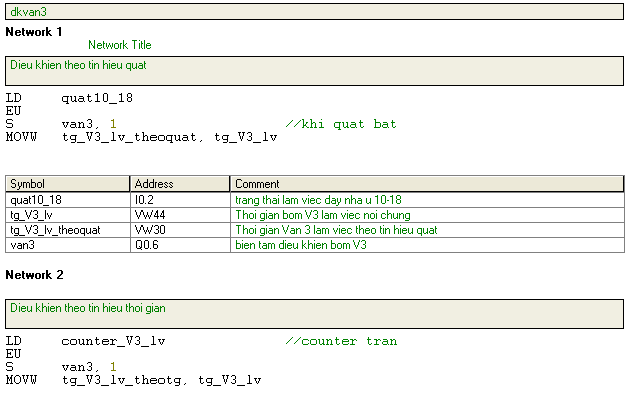 dkvan3
Network 1
Network Title
Dieu khien theo tin hieu quat
LD quat10_18
EU
S van3, 1 //khi quat bat
MOVW tg_V3_lv_theoquat, tg_V3_lv
Symbol Address Comment
quat10_18 I0.2 trang thai lam viec day nha u 10-18
tg_V3_lv VW44 Thoi gian bom V3 lam viec noi chung
tg_V3_lv_theoquat VW30 Thoi gian Van 3 lam viec theo tin hieu quat
van3 Q0.6 bien tam dieu khien bom V3
Network 2
Dieu khien theo tin hieu thoi gian
LD counter_V3_lv //counter tran
EU
S van3, 1
MOVW tg_V3_lv_theotg, tg_V3_lv